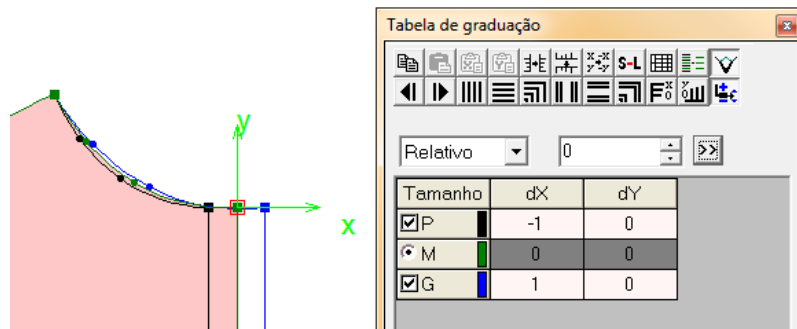 y
x
Tabela de graduação
S-L
Relativo 0
Tamanho dX dY
P -1 0
M 0 0
G 1 0